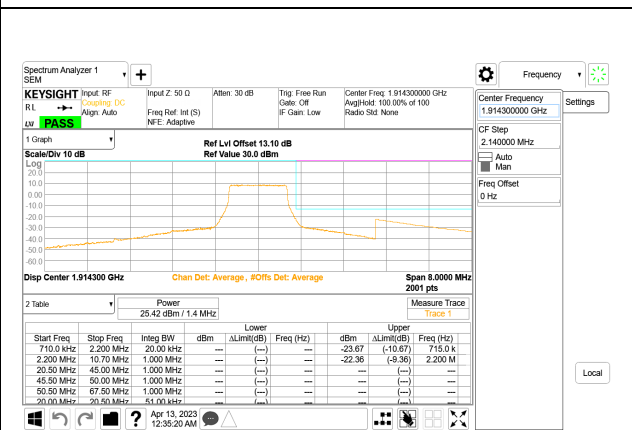 Spectrum Analyzer 1
SEM
+
Frequency
KEYSIGHT Input: RF Input Z: 50 Ω Atten: 30 dB Trig: Free Run Center Freq: 1.914300000 GHz
RL Coupling: DC Gate: Off Avg|Hold: 100.00% of 100
Align: Auto Freq Ref: Int (S) IF Gain: Low Radio Std: None
LXI PASS NFE: Adaptive
Center Frequency
1.914300000 GHz
Settings
CF Step
2.140000 MHz
Auto
Man
Freq Offset
0 Hz
1 Graph
Ref Lvl Offset 13.10 dB
Scale/Div 10 dB Ref Value 30.0 dBm
Log
20.0
10.0
0.00
-10.0
-20.0
-30.0
-40.0
-50.0
-60.0
Disp Center 1.914300 GHz Chan Det: Average, #Offs Det: Average Span 8.0000 MHz
2001 pts
2 Table Power Measure Trace
25.42 dBm / 1.4 MHz Trace 1
Lower Upper
Start Freq Stop Freq Integ BW dBm ΔLimit(dB) Freq (Hz) dBm ΔLimit(dB) Freq (Hz)
710.0 kHz 2.200 MHz 20.00 kHz --- (---) --- -23.67 (-10.67) 715.0 k
2.200 MHz 10.70 MHz 1.000 MHz --- (---) --- -22.36 (-9.36) 2.200 M
20.50 MHz 45.00 MHz 1.000 MHz --- (---) --- --- (---) ---
45.50 MHz 50.00 MHz 1.000 MHz --- (---) --- --- (---) ---
50.50 MHz 67.50 MHz 1.000 MHz --- (---) --- --- (---) ---
20.00 MHz 20.50 MHz 51.00 kHz --- (---) --- --- (---) ---
Local
? Apr 13, 2023
12:35:20 AM